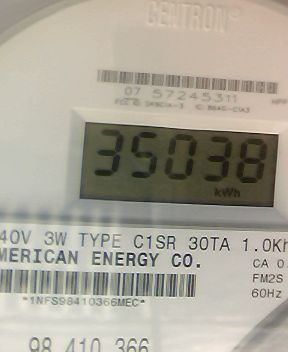 CENTRON®
07 57245311
35038
kWh
40V 3W TYPE C1SR 30TA 1.0Kh
MERICAN ENERGY CO.
CA 0.
FM2S
60Hz
*1NFS98410366MEC*
98 410 366